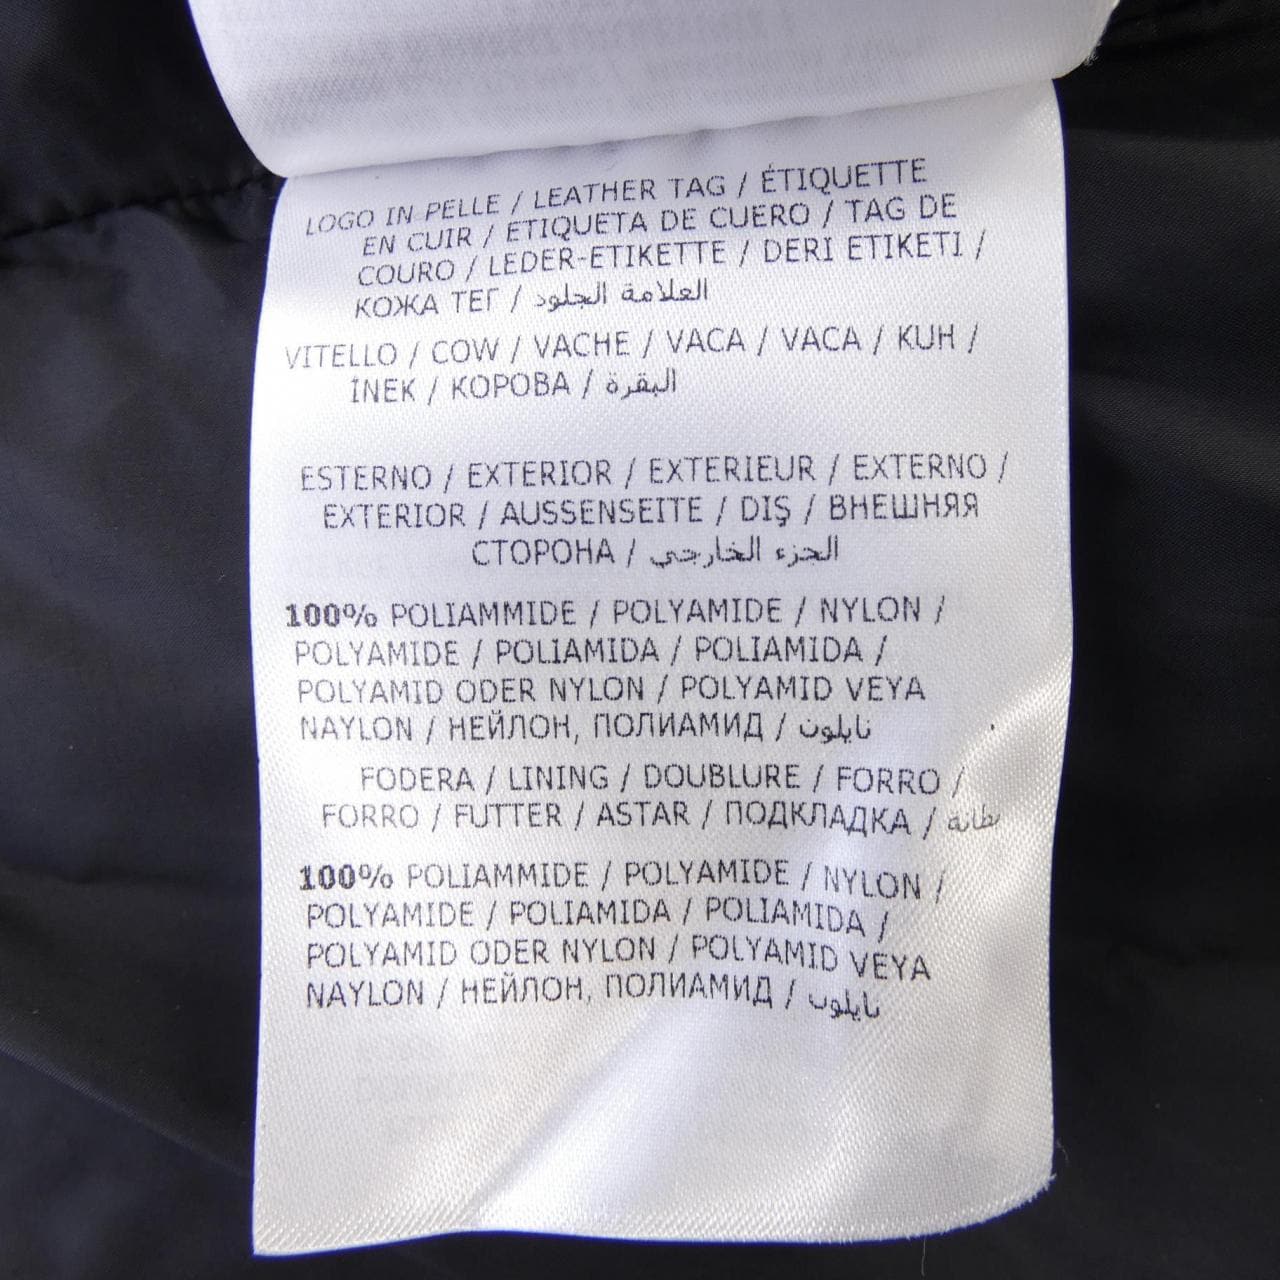 LOGO IN PELLE / LEATHER TAG / ÉTIQUETTE
EN CUIR / ETIQUETA DE CUERO / TAG DE
COURO / LEDER-ETIKETTE / DERI ETIKETI /
КОЖА ТЕГ / العلامة الجلود
VITELLO / COW / VACHE / VACA / VACA / KUH /
İNEK / КОРОВА / البقرة
ESTERNO / EXTERIOR / EXTERIEUR / EXTERNO /
EXTERIOR / AUSSENSEITE / DIŞ / ВНЕШНЯЯ
СТОРОНА / الجزء الخارجي
100% POLIAMMIDE / POLYAMIDE / NYLON /
POLYAMIDE / POLIAMIDA / POLIAMIDA /
POLYAMID ODER NYLON / POLYAMID VEYA
NAYLON / НЕЙЛОН, ПОЛИАМИД / نايلون
FODERA / LINING / DOUBLURE / FORRO /
FORRO / FUTTER / ASTAR / ПОДКЛАДКА / بطانة
100% POLIAMMIDE / POLYAMIDE / NYLON /
POLYAMIDE / POLIAMIDA / POLIAMIDA /
POLYAMID ODER NYLON / POLYAMID VEYA
NAYLON / НЕЙЛОН, ПОЛИАМИД / نايلون